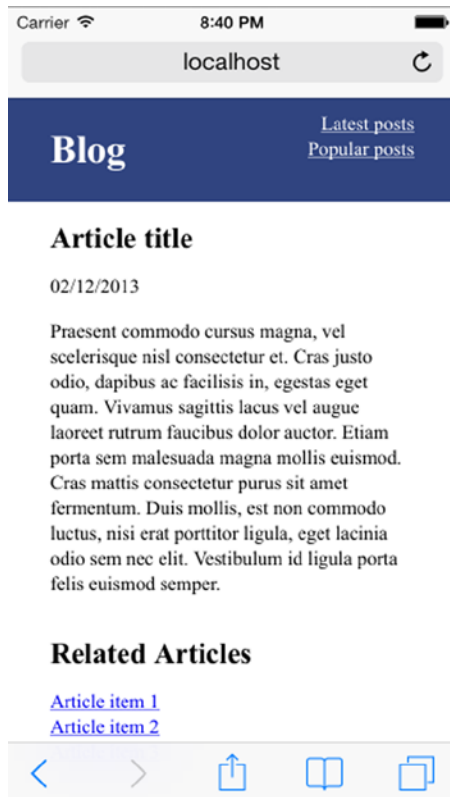 Carrier 8:40 PM
localhost
Blog
Latest posts
Popular posts
Article title
02/12/2013
Praesent commodo cursus magna, vel
scelerisque nisl consectetur et. Cras justo
odio, dapibus ac facilisis in, egestas eget
quam. Vivamus sagittis lacus vel augue
laoreet rutrum faucibus dolor auctor. Etiam
porta sem malesuada magna mollis euismod.
Cras mattis consectetur purus sit amet
fermentum. Duis mollis, est non commodo
luctus, nisi erat porttitor ligula, eget lacinia
odio sem nec elit. Vestibulum id ligula porta
felis euismod semper.
Related Articles
Article item 1
Article item 2